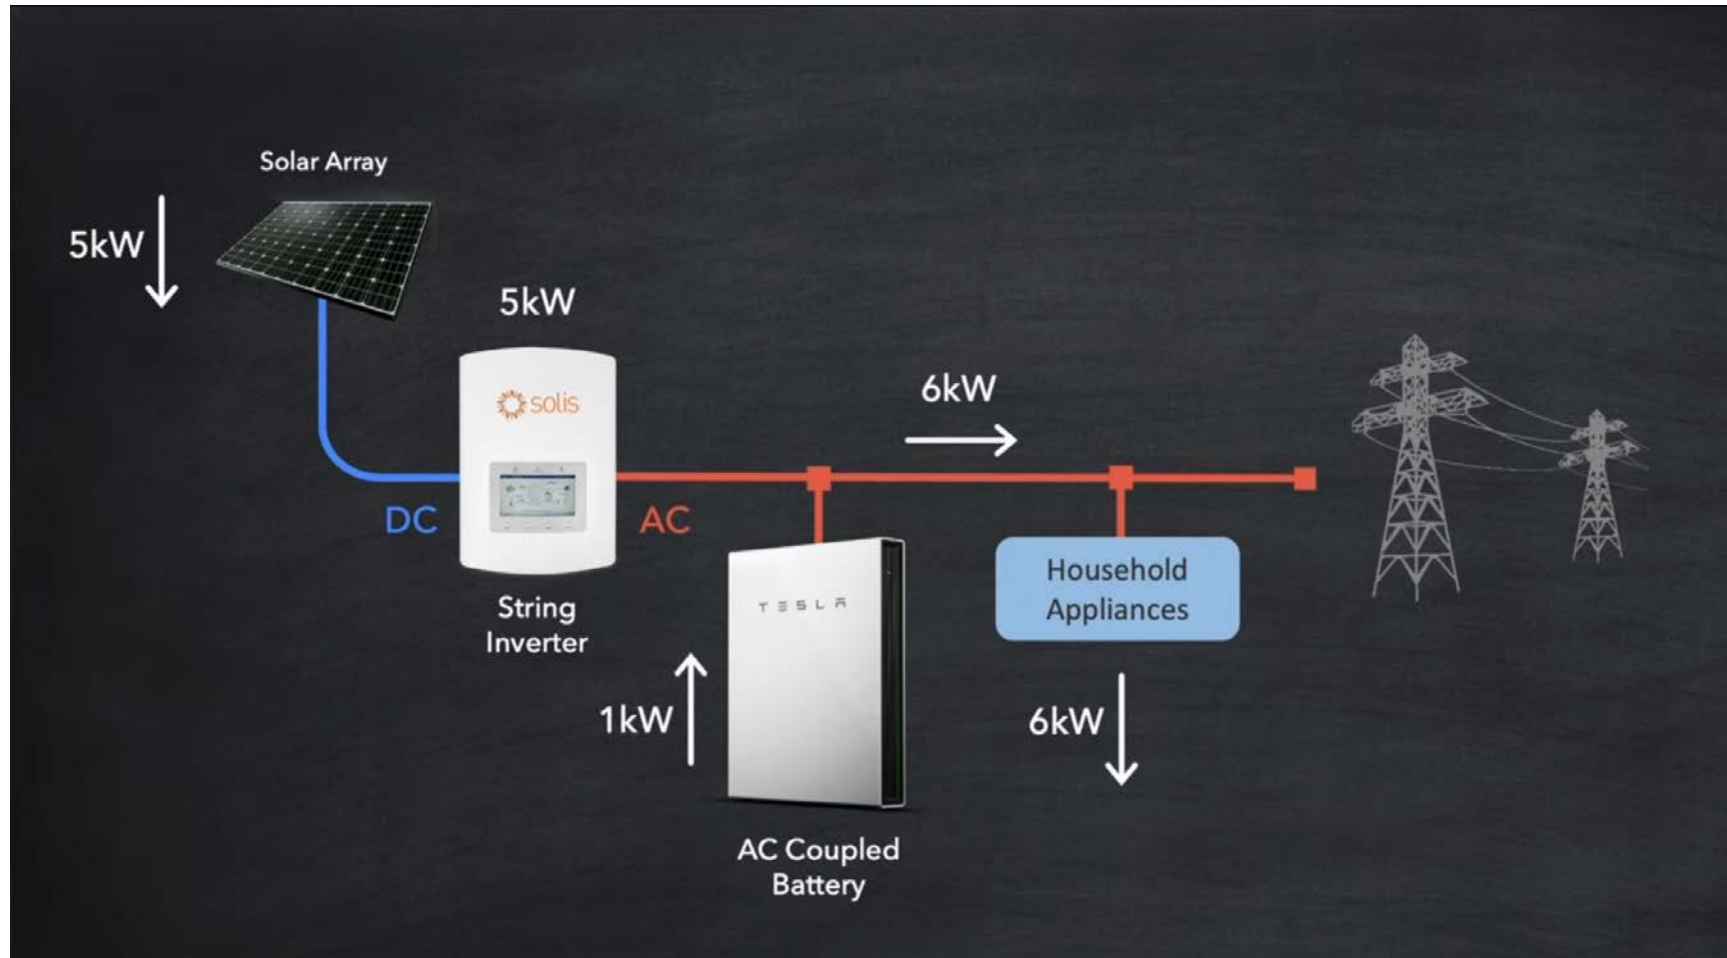 Solar Array
5kW
5kW
solis
6kW
DC
AC
TESLA
Household
Appliances
String
Inverter
1kW
6kW
AC Coupled
Battery